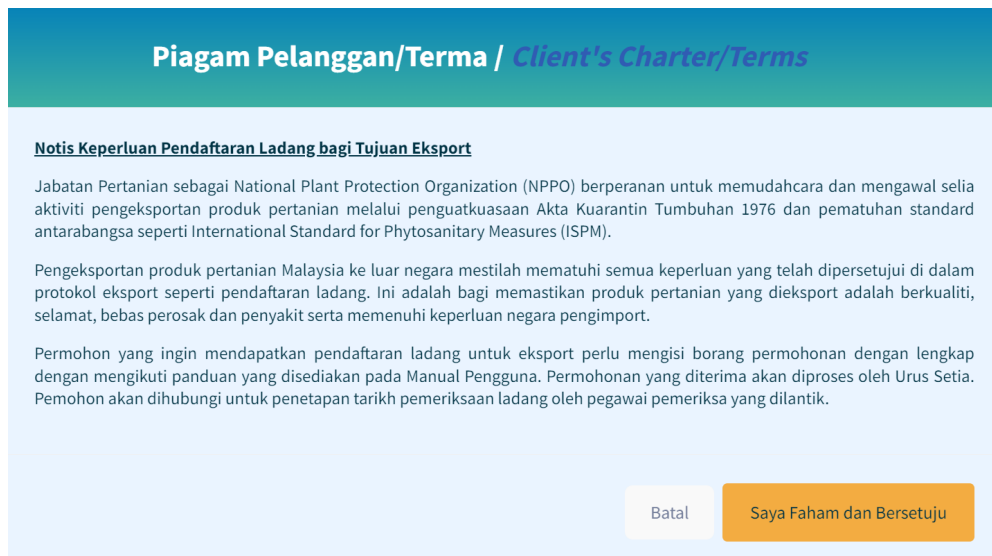 Piagam Pelanggan/Terma / Client's Charter/Terms
Notis Keperluan Pendaftaran Ladang bagi Tujuan Eksport
Jabatan Pertanian sebagai National Plant Protection Organization (NPPO) berperanan untuk memudahcara dan mengawal selia
aktiviti pengeksportan produk pertanian melalui penguatkuasaan Akta Kuarantin Tumbuhan 1976 dan pematuhan standard
antarabangsa seperti International Standard for Phytosanitary Measures (ISPM).
Pengeksportan produk pertanian Malaysia ke luar negara mestilah mematuhi semua keperluan yang telah dipersetujui di dalam
protokol eksport seperti pendaftaran ladang. Ini adalah bagi memastikan produk pertanian yang dieksport adalah berkualiti,
selamat, bebas perosak dan penyakit serta memenuhi keperluan negara pengimport.
Permohon yang ingin mendapatkan pendaftaran ladang untuk eksport perlu mengisi borang permohonan dengan lengkap
dengan mengikuti panduan yang disediakan pada Manual Pengguna. Permohonan yang diterima akan diproses oleh Urus Setia.
Pemohon akan dihubungi untuk penetapan tarikh pemeriksaan ladang oleh pegawai pemeriksa yang dilantik.
Batal
Saya Faham dan Bersetuju